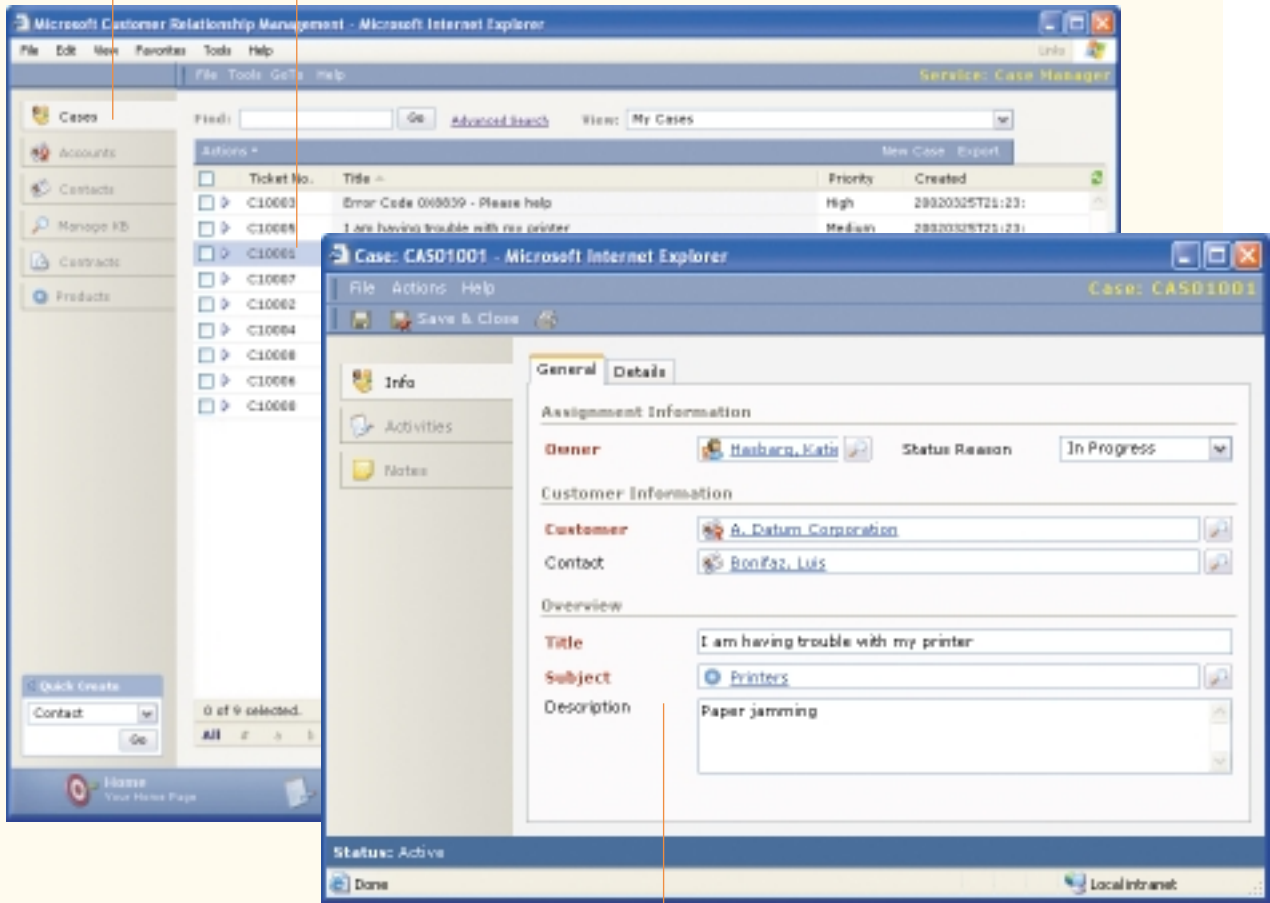 Microsoft Customer Relationship Management - Microsoft Internet Explorer
File Edit View Favorites Tools Help Links
File Tools GoTo Help Service: Case Manager
Cases
Accounts
Contacts
Manage KB
Contracts
Products
Find: Go Advanced Search View: My Cases
Actions New Case Export
Ticket No. Title Priority Created
C10003 Error Code 0X8039 - Please help High 20020325T21:23:
C10005 I am having trouble with my printer Medium 20020325T21:23:
C10001
C10007
C10002
C10004
C10008
C10006
C10000
Quick Create
Contact
Go
0 of 9 selected.
All # a b
Home
Your Home Page
Case: CAS01001 - Microsoft Internet Explorer
File Actions Help Case: CAS01001
Save & Close
Info
Activities
Notes
General Details
Assignment Information
Owner Katie Status Reason In Progress
Customer Information
Customer A. Datum Corporation
Contact Bonifaz, Luis
Overview
Title I am having trouble with my printer
Subject Printers
Description Paper jamming
Status: Active
Done Local intranet